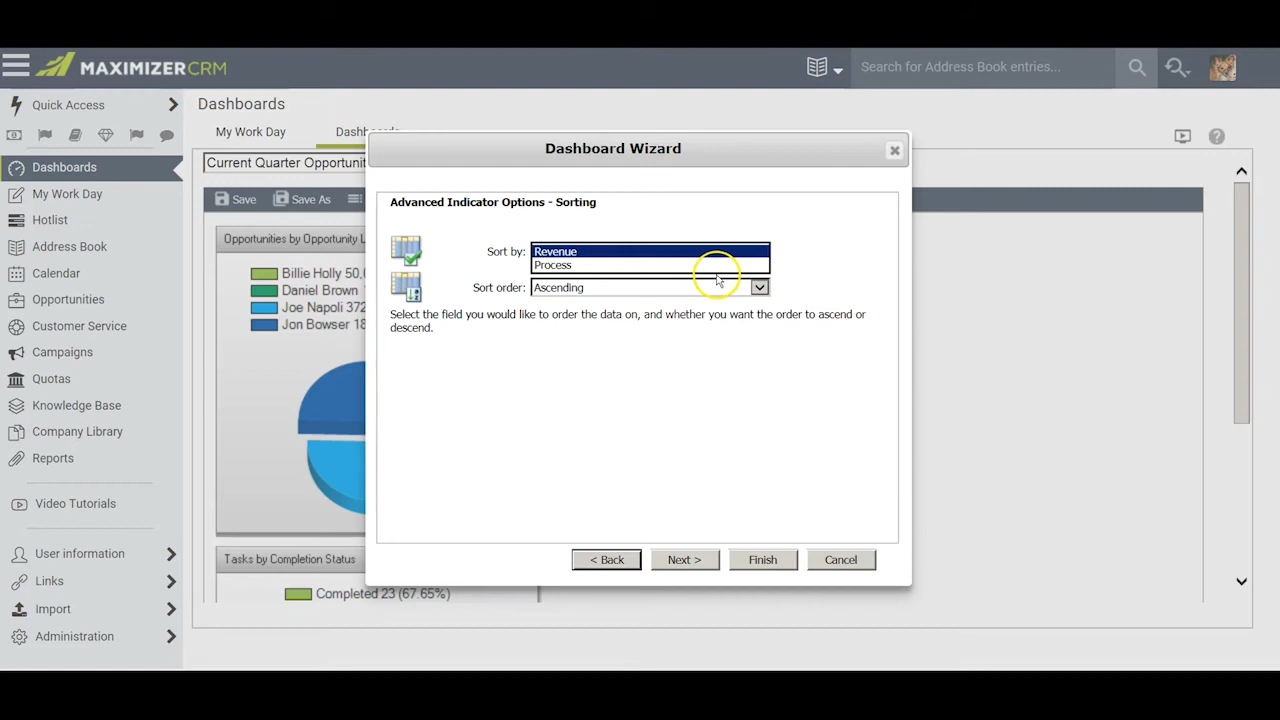 MAXIMIZERCRM
Search for Address Book entries...
Quick Access
Dashboards
My Work Day
Hotlist
Address Book
Calendar
Opportunities
Customer Service
Campaigns
Quotas
Knowledge Base
Company Library
Reports
Video Tutorials
User information
Links
Import
Administration
Dashboards
My Work Day
Dashboards
Current Quarter Opportuniti
Save
Save As
Opportunities by Opportunity L
Billie Holly 50,0
Daniel Brown
Joe Napoli 372
Jon Bowser 18
Tasks by Completion Status
Completed 23 (67.65%)
Dashboard Wizard
Advanced Indicator Options - Sorting
Sort by:
Revenue
Process
Sort order:
Ascending
Select the field you would like to order the data on, and whether you want the order to ascend or
descend.
< Back
Next >
Finish
Cancel